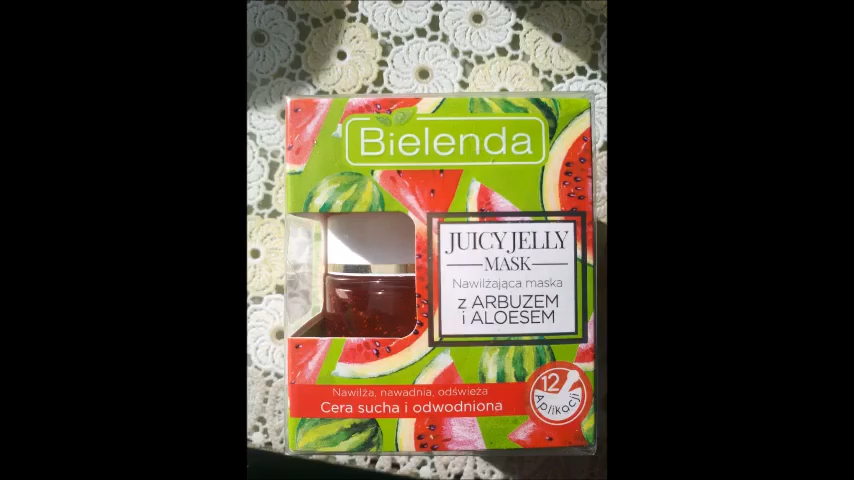 Bielenda
JUICY JELLY
MASK
Nawilżająca maska
z ARBUZEM
i ALOESEM
Nawilża, nawadnia, odświeża
Cera sucha i odwodniona
12
Aplikacji